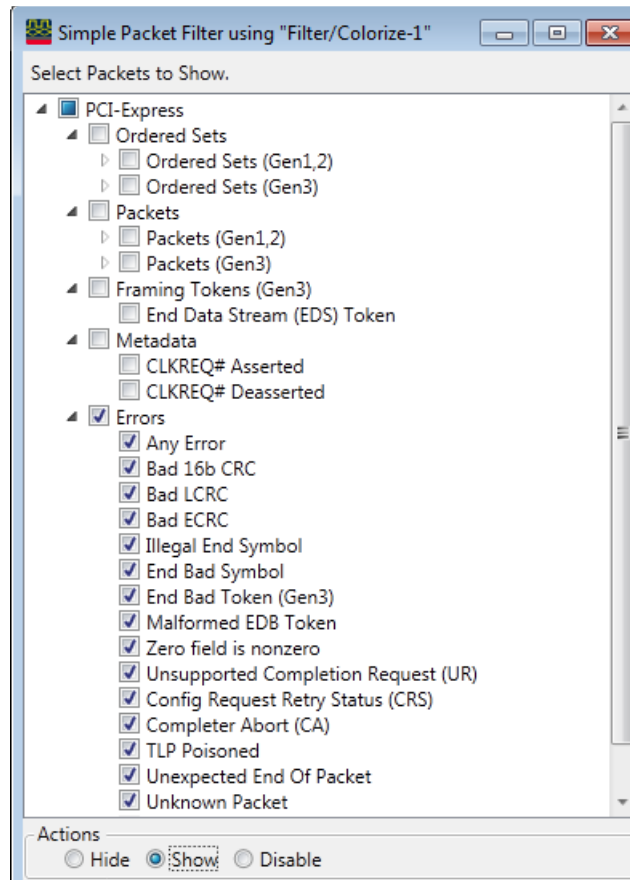 Simple Packet Filter using "Filter/Colorize-1"
Select Packets to Show.
PCI-Express
Ordered Sets
Ordered Sets (Gen1,2)
Ordered Sets (Gen3)
Packets
Packets (Gen1,2)
Packets (Gen3)
Framing Tokens (Gen3)
End Data Stream (EDS) Token
Metadata
CLKREQ# Asserted
CLKREQ# Deasserted
Errors
Any Error
Bad 16b CRC
Bad LCRC
Bad ECRC
Illegal End Symbol
End Bad Symbol
End Bad Token (Gen3)
Malformed EDB Token
Zero field is nonzero
Unsupported Completion Request (UR)
Config Request Retry Status (CRS)
Completer Abort (CA)
TLP Poisoned
Unexpected End Of Packet
Unknown Packet
Actions
Hide Show Disable